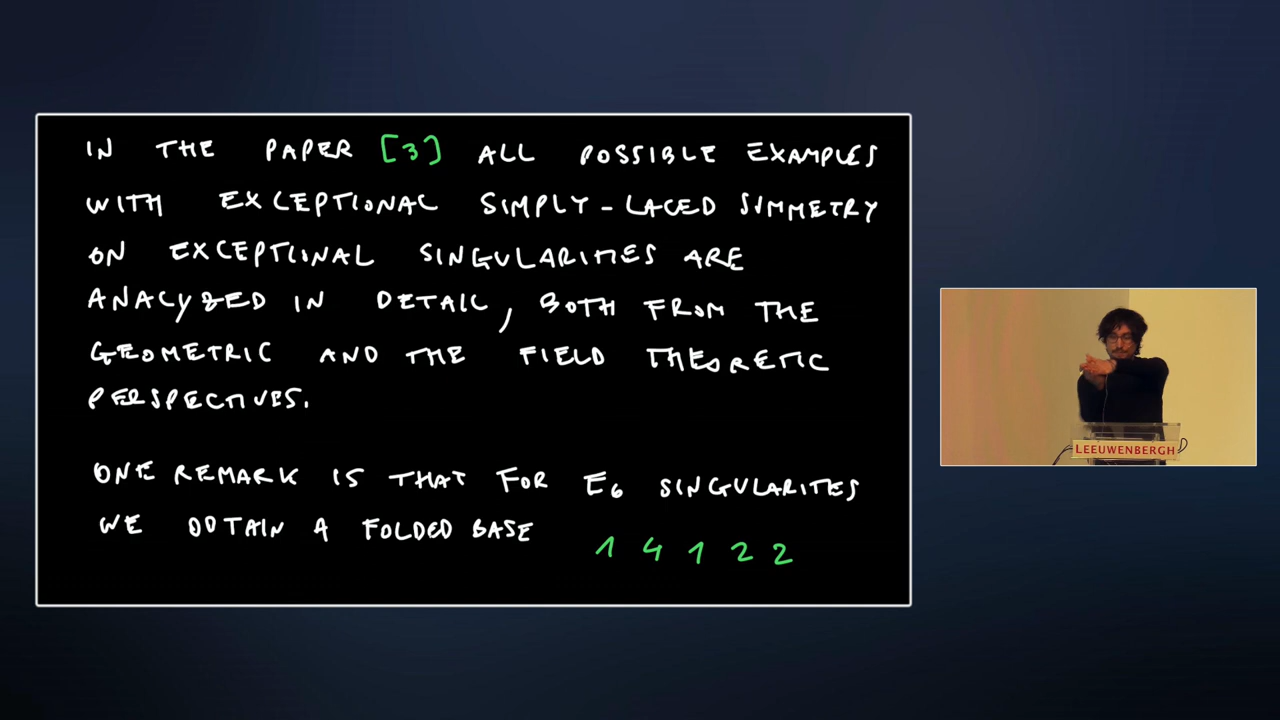 IN THE PAPER [3] ALL POSSIBLE EXAMPLES
WITH EXCEPTIONAL SIMPLY-LACED SYMMETRY
ON EXCEPTIONAL SINGULARITIES ARE
ANALYZED IN DETAIL, BOTH FROM THE
GEOMETRIC AND THE FIELD THEORETIC
PERSPECTIVES.
ONE REMARK IS THAT FOR E6 SINGULARITES
WE OBTAIN A FOLDED BASE 1 4 1 2 2
LEEUWENBERGH